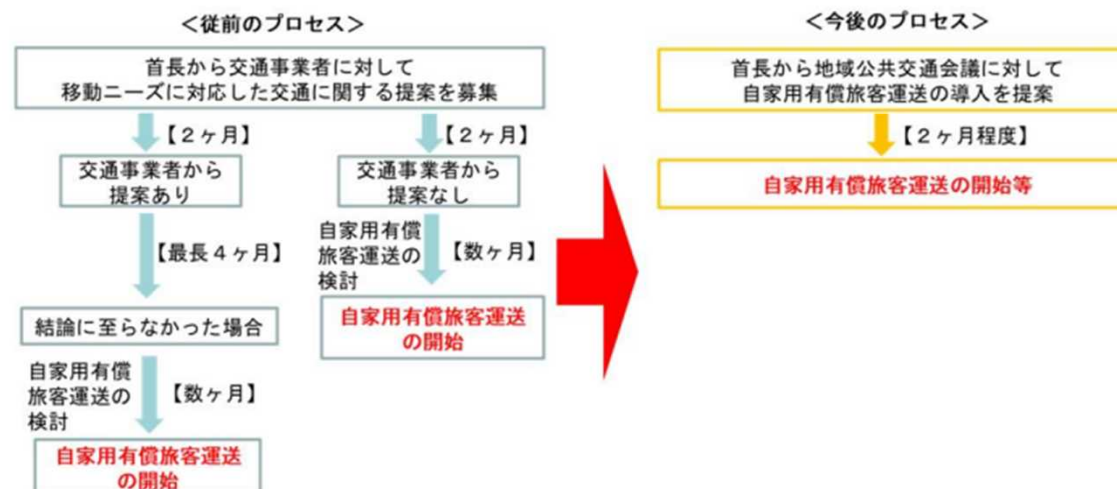 ＜従前のプロセス＞
首長から交通事業者に対して
移動ニーズに対応した交通に関する提案を募集
【２ヶ月】
交通事業者から
提案あり
【最長４ヶ月】
結論に至らなかった場合
自家用有償
旅客運送の
検討
【数ヶ月】
自家用有償旅客運送
の開始
【２ヶ月】
交通事業者から
提案なし
自家用有償
旅客運送の
検討
【数ヶ月】
自家用有償旅客運送
の開始
＜今後のプロセス＞
首長から地域公共交通会議に対して
自家用有償旅客運送の導入を提案
【２ヶ月程度】
自家用有償旅客運送の開始等